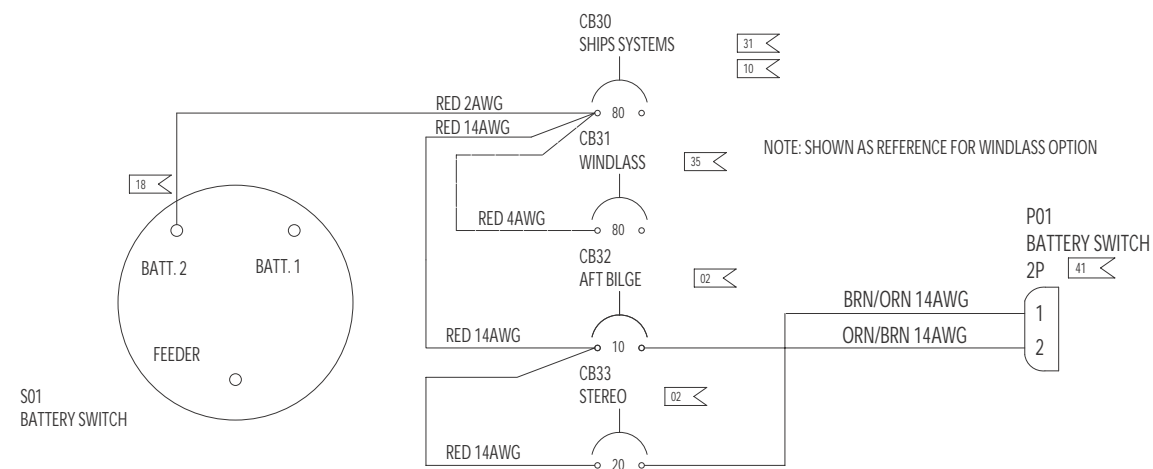 CB30
SHIPS SYSTEMS
31
10
RED 2AWG
80
RED 14AWG
CB31
WINDLASS
35
NOTE: SHOWN AS REFERENCE FOR WINDLASS OPTION
18
RED 4AWG
80
BATT. 2
BATT. 1
CB32
AFT BILGE
02
P01
BATTERY SWITCH
2P
41
BRN/ORN 14AWG
1
RED 14AWG
10
ORN/BRN 14AWG
2
FEEDER
CB33
STEREO
02
S01
BATTERY SWITCH
RED 14AWG
20